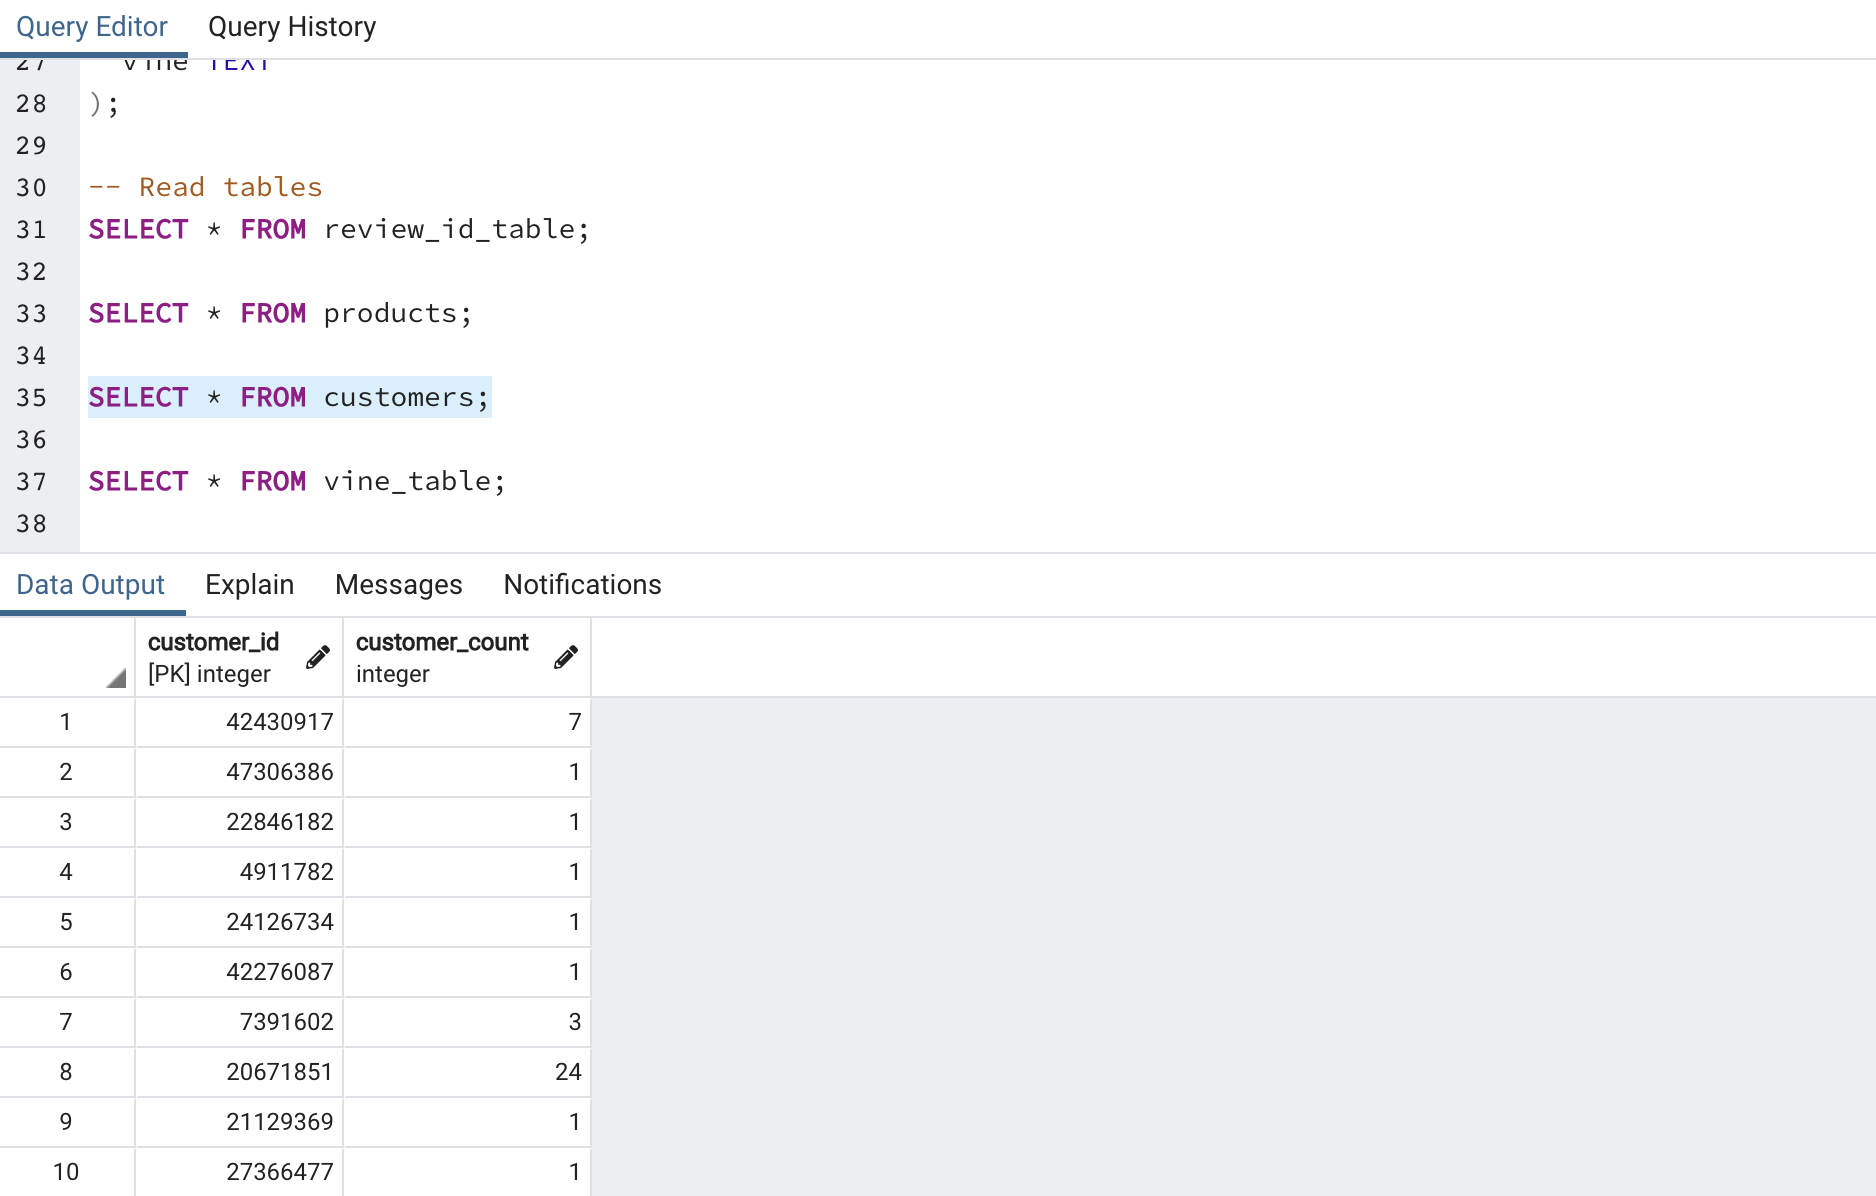 Query Editor Query History
27 vine TEXT
28 );
29
30 -- Read tables
31 SELECT * FROM review_id_table;
32
33 SELECT * FROM products;
34
35 SELECT * FROM customers;
36
37 SELECT * FROM vine_table;
38
Data Output Explain Messages Notifications
customer_id customer_count
[PK] integer integer
1 42430917 7
2 47306386 1
3 22846182 1
4 4911782 1
5 24126734 1
6 42276087 1
7 7391602 3
8 20671851 24
9 21129369 1
10 27366477 1